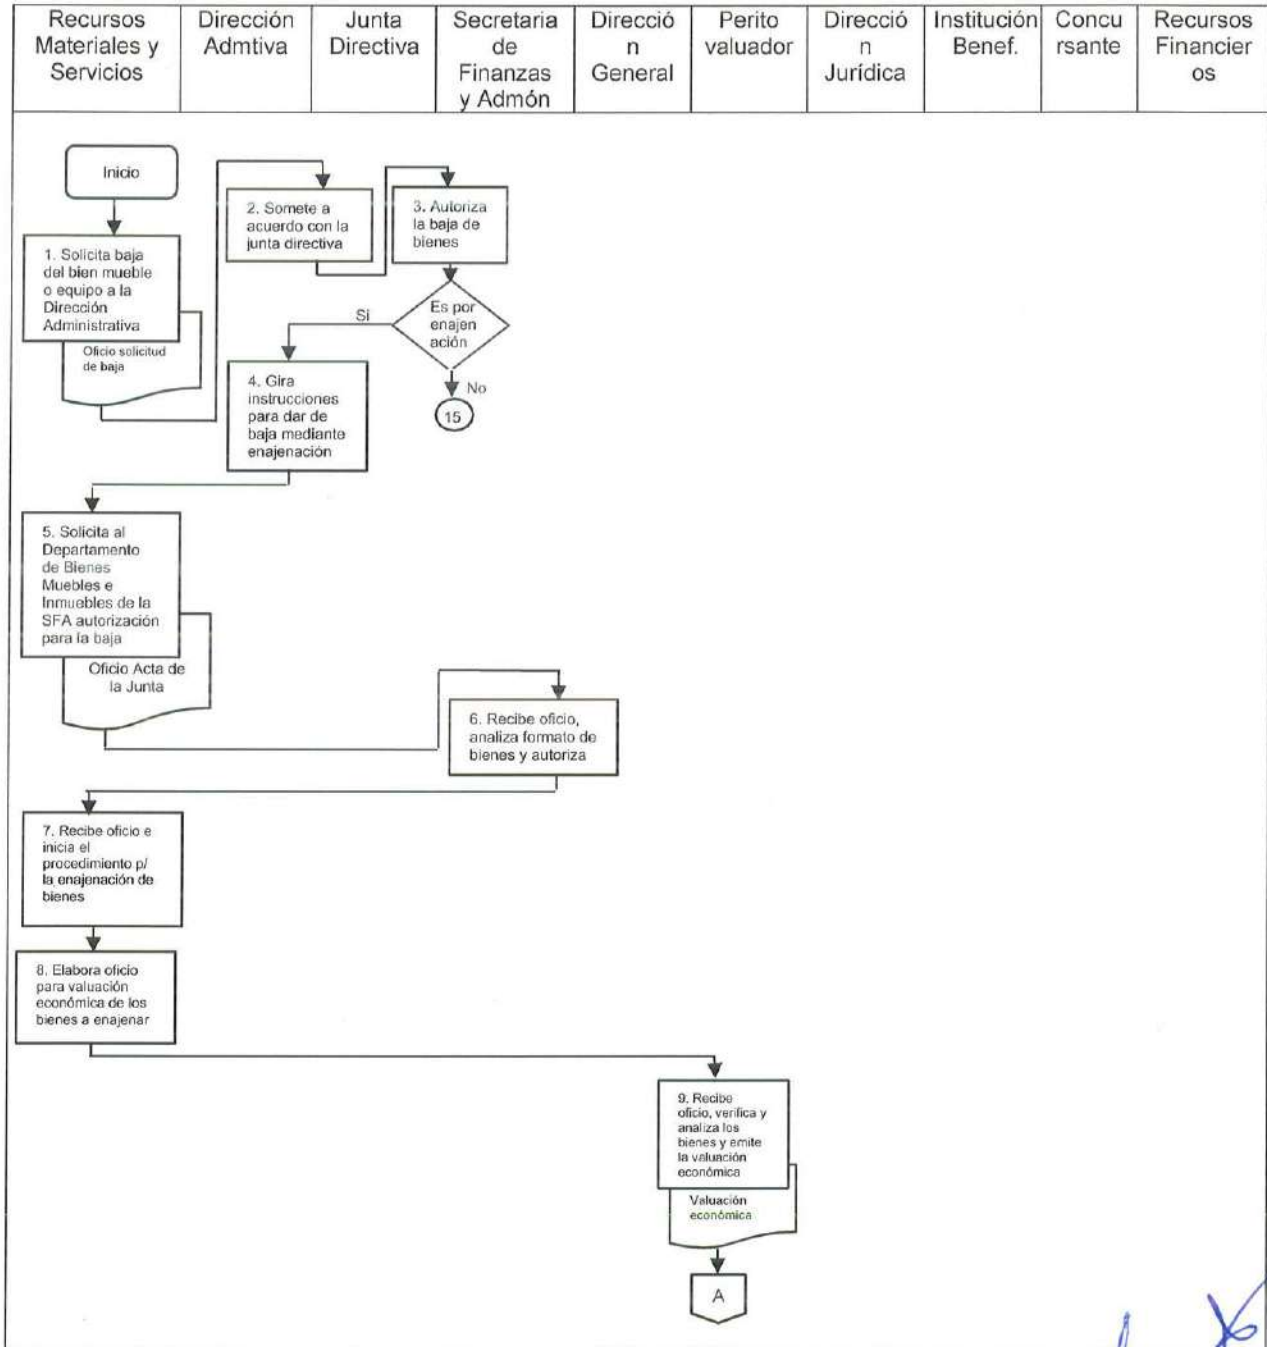 Recursos
Materiales y
Servicios
Dirección
Admtiva
Junta
Directiva
Secretaria
de
Finanzas
y Admón
Direcció
n
General
Perito
valuador
Direcció
n
Jurídica
Institución
Benef.
Concu
rsante
Recursos
Financier
os
Inicio
1. Solicita baja
del bien mueble
o equipo a la
Dirección
Administrativa
Oficio solicitud
de baja
2. Somete a
acuerdo con la
junta directiva
3. Autoriza
la baja de
bienes
Es por
enajen
ación
Si
No
15
4. Gira
instrucciones
para dar de
baja mediante
enajenación
5. Solicita al
Departamento
de Bienes
Muebles e
Inmuebles de la
SFA autorización
para la baja
Oficio Acta de
la Junta
6. Recibe oficio,
analiza formato de
bienes y autoriza
7. Recibe oficio e
inicia el
procedimiento p/
la enajenación de
bienes
8. Elabora oficio
para valuación
económica de los
bienes a enajenar
9. Recibe
oficio, verifica y
analiza los
bienes y emite
la valuación
económica
Valuación
económica
A